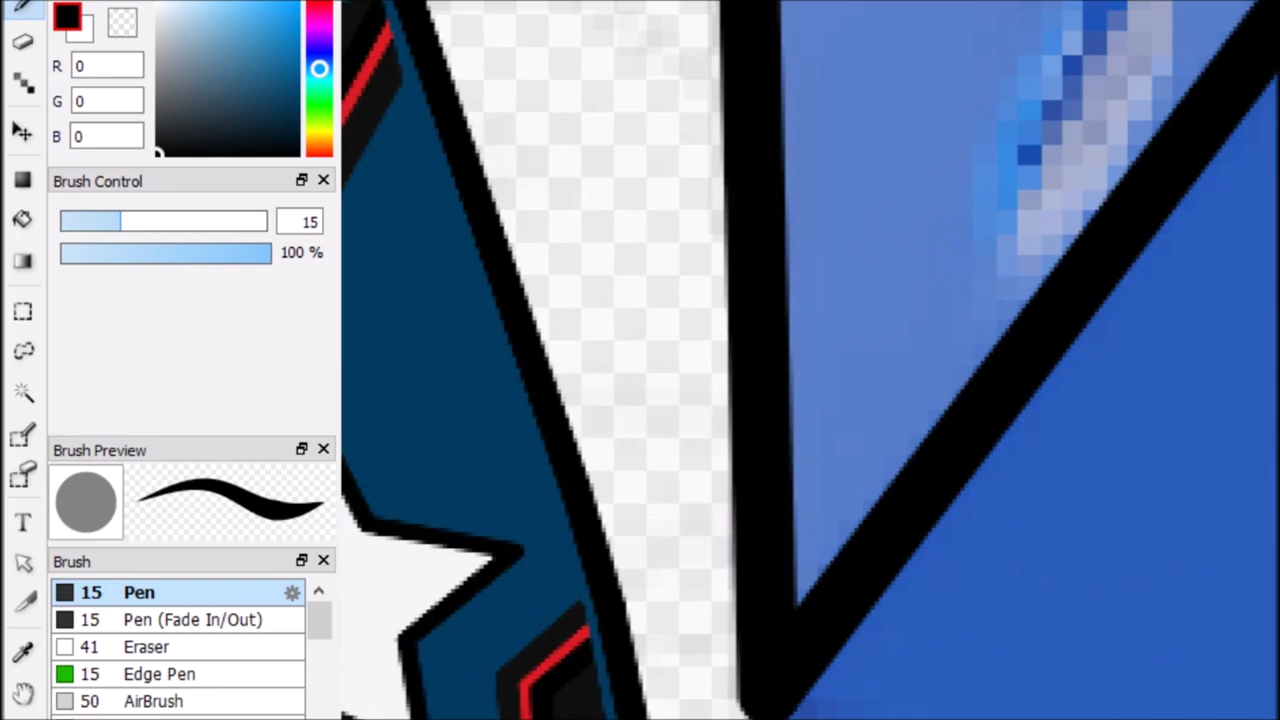 R 0
G 0
B 0
Brush Control
15
100 %
Brush Preview
Brush
15 Pen
15 Pen (Fade In/Out)
41 Eraser
15 Edge Pen
50 AirBrush
T